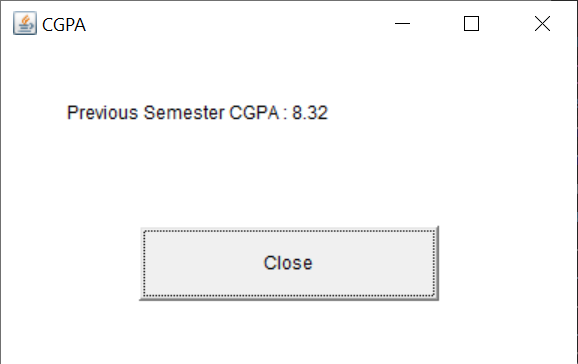 CGPA
Previous Semester CGPA : 8.32
Close